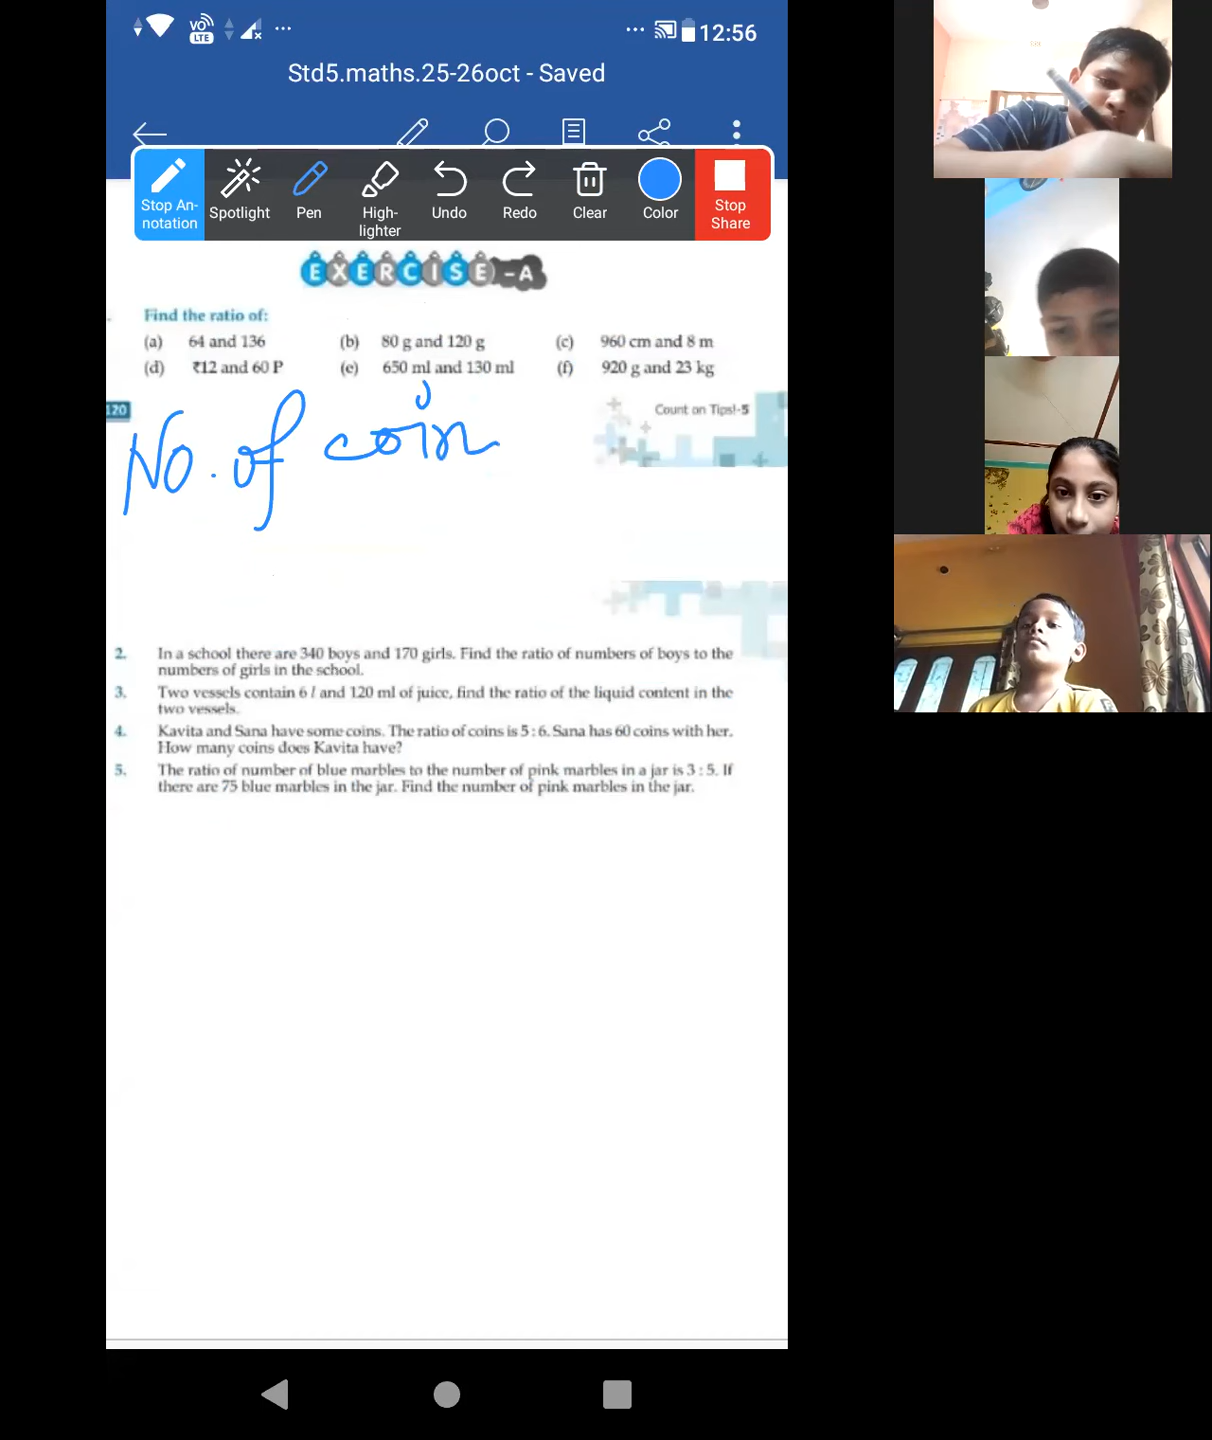 VO LTE ... ... 12:56
Std5.maths.25-26oct - Saved
Stop An-
notation
Spotlight
Pen
High-
lighter
Undo
Redo
Clear
Color
Stop
Share
EXERCISE-A
Find the ratio of:
(a) 64 and 136 (b) 80 g and 120 g (c) 960 cm and 8 m
(d) ₹12 and 60 P (e) 650 ml and 130 ml (f) 920 g and 23 kg
120
Count on Tips!-5
No. of coin
2. In a school there are 340 boys and 170 girls. Find the ratio of numbers of boys to the
numbers of girls in the school.
3. Two vessels contain 6 l and 120 ml of juice, find the ratio of the liquid content in the
two vessels.
4. Kavita and Sana have some coins. The ratio of coins is 5 : 6. Sana has 60 coins with her.
How many coins does Kavita have?
5. The ratio of number of blue marbles to the number of pink marbles in a jar is 3 : 5. If
there are 75 blue marbles in the jar. Find the number of pink marbles in the jar.